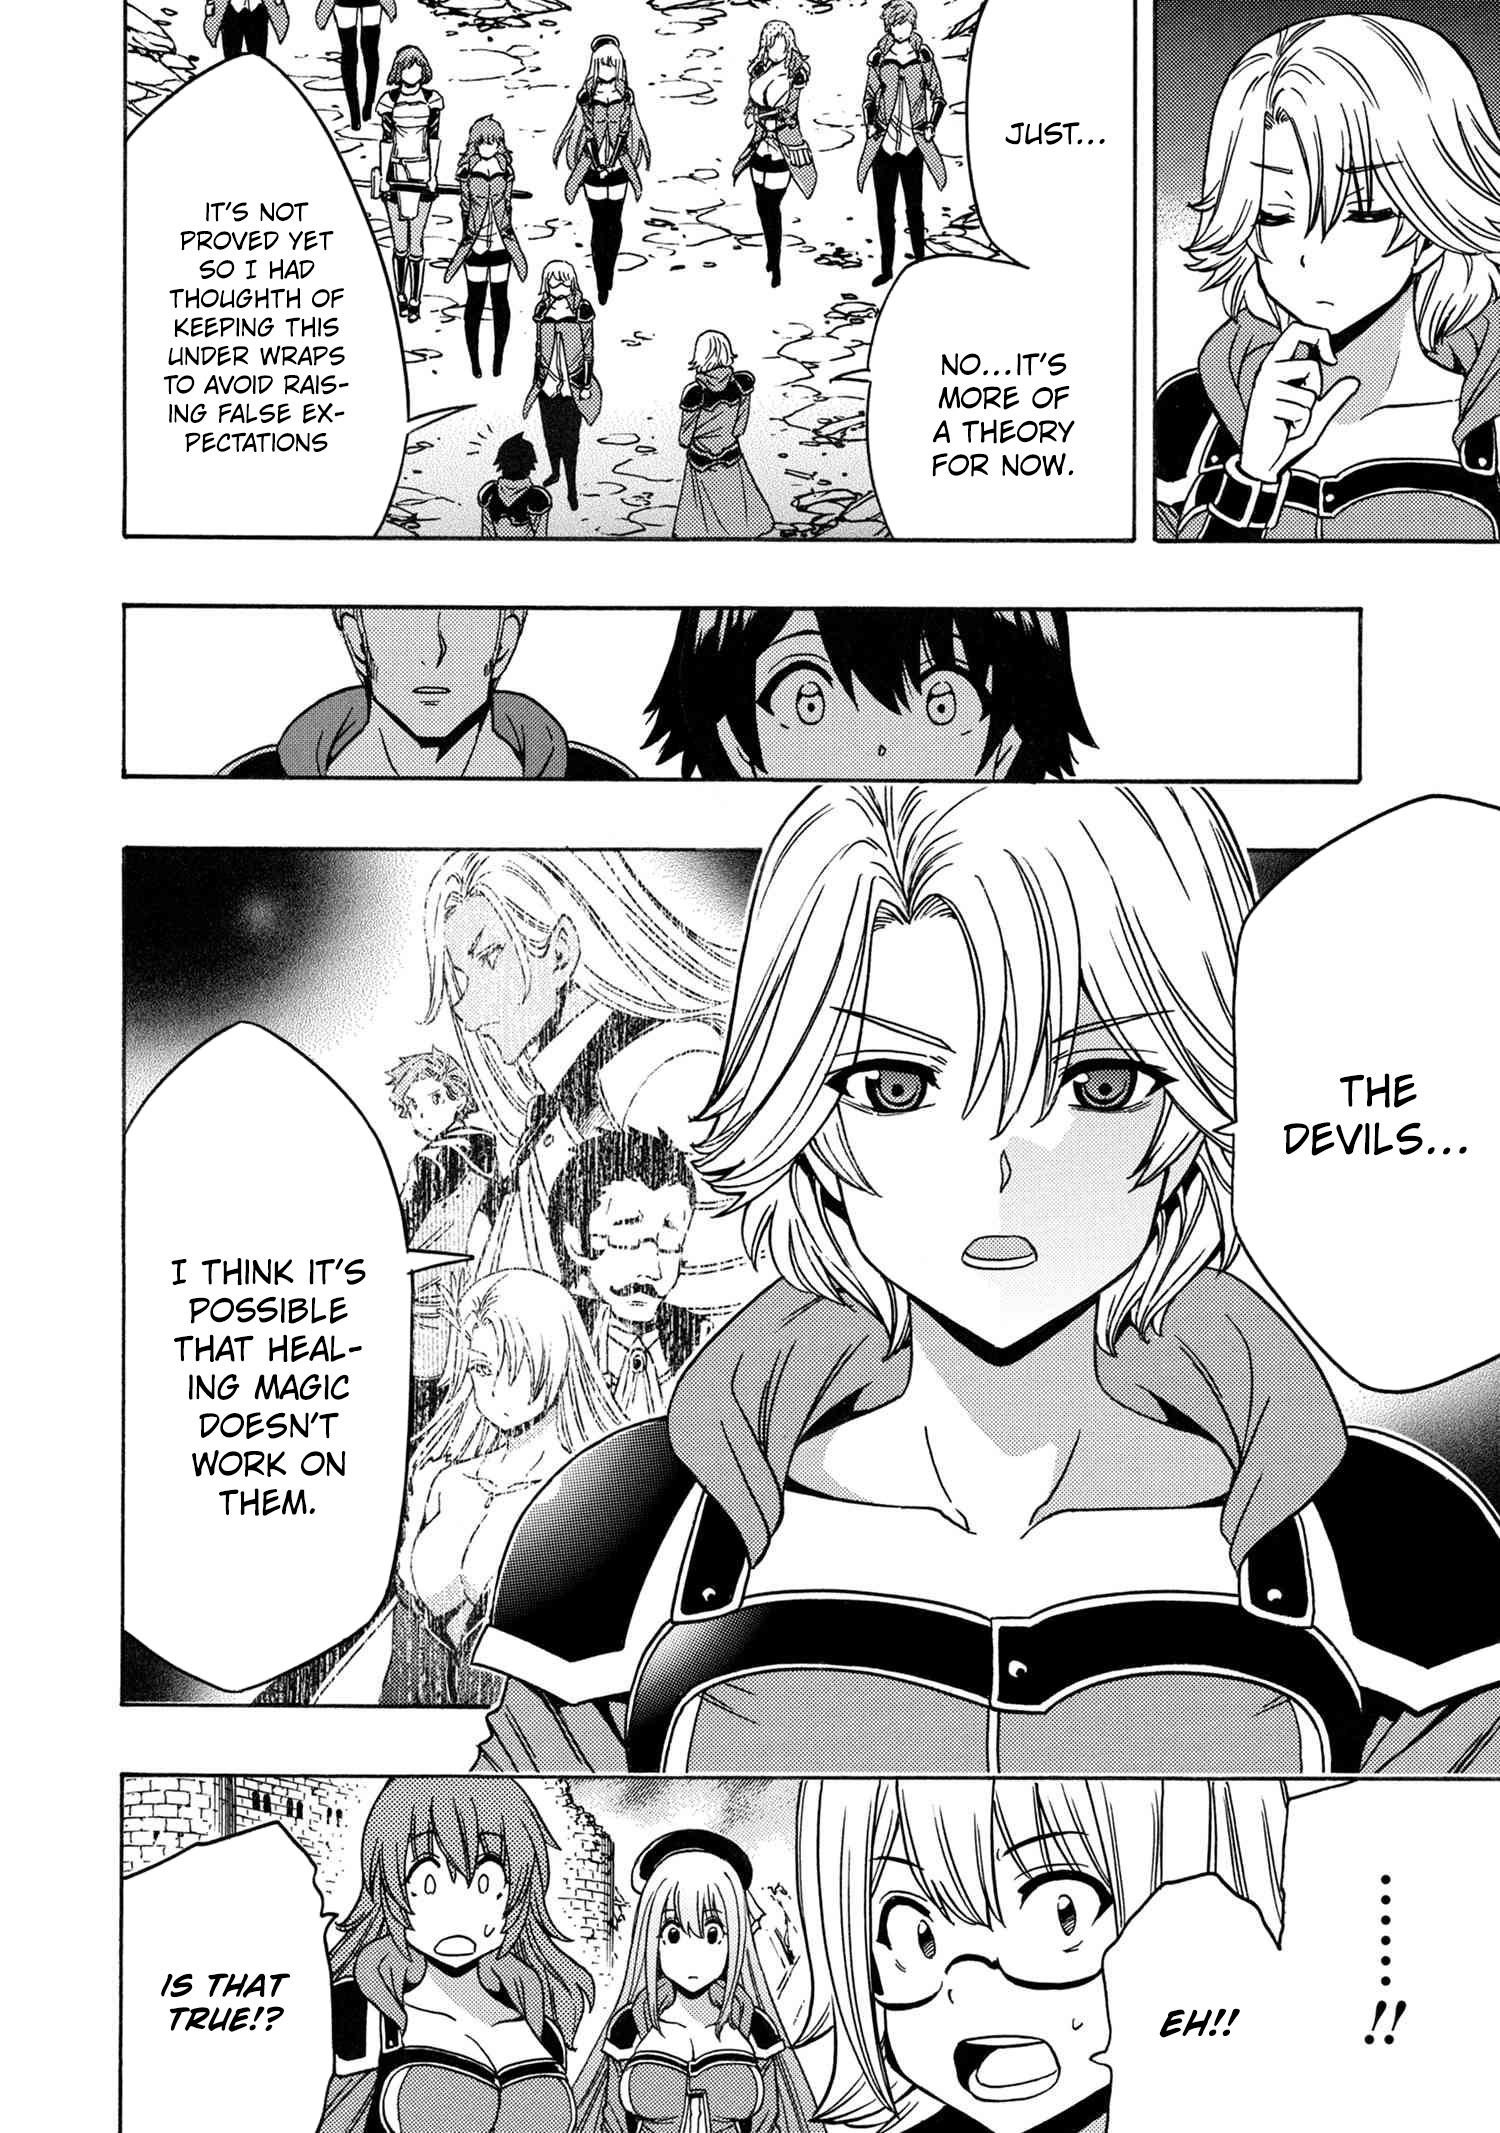 JUST...
NO...IT'S
MORE OF
A THEORY
FOR NOW.
IT'S NOT
PROVED YET
SO I HAD
THOUGHTH OF
KEEPING THIS
UNDER WRAPS
TO AVOID RAIS-
ING FALSE EX-
PECTATIONS
THE
DEVILS...
I THINK IT'S
POSSIBLE
THAT HEAL-
ING MAGIC
DOESN'T
WORK ON
THEM.
......!!
EH!!
IS THAT
TRUE!?